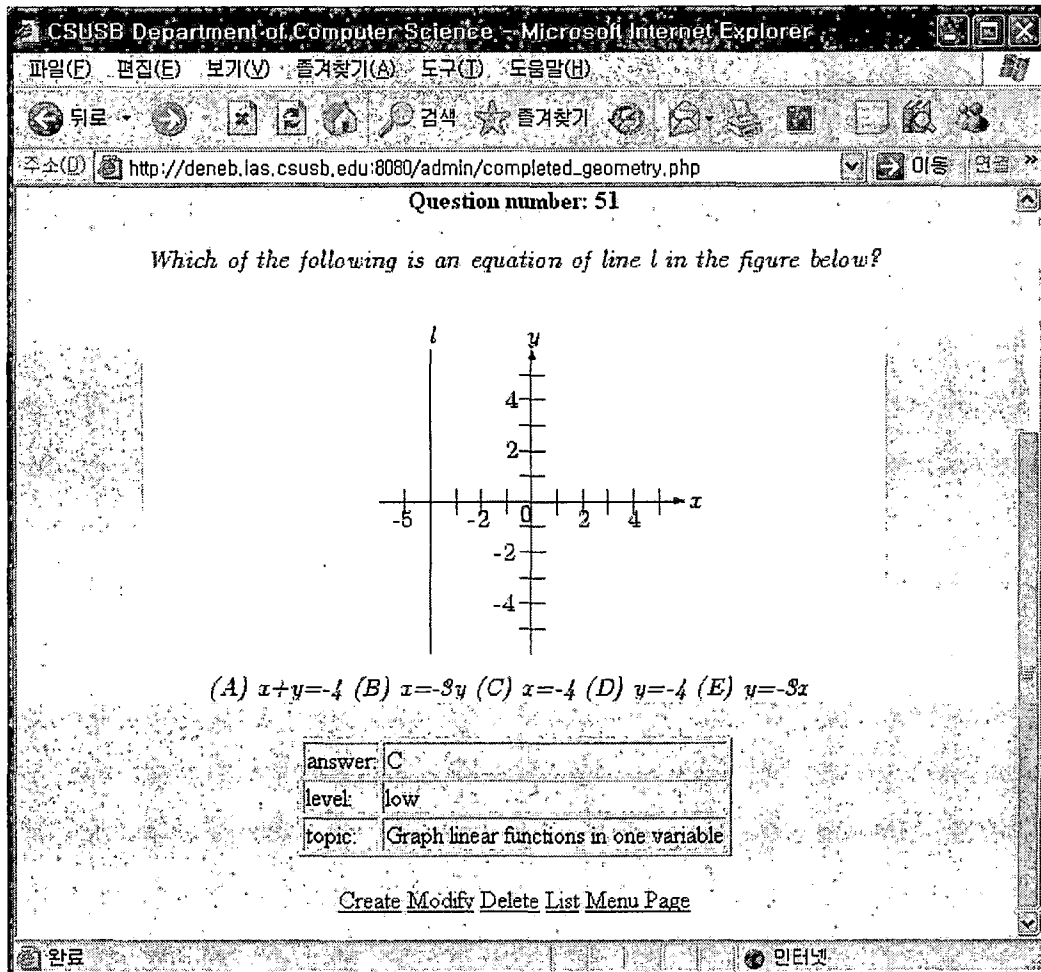 CSUSB Department of Computer Science - Microsoft Internet Explorer
파일(F) 편집(E) 보기(V) 즐겨찾기(A) 도구(T) 도움말(H)
뒤로 검색 즐겨찾기
주소(D) http://deneb.ias.csusb.edu:8080/admin/completed_geometry.php 이동 연결 »
Question number: 51
Which of the following is an equation of line l in the figure below?
l y
4
2
-5 -2 0 2 4 x
-2
-4
(A) x+y=-4 (B) x=-3y (C) x=-4 (D) y=-4 (E) y=-3x
answer: C
level: low
topic: Graph linear functions in one variable
Create Modify Delete List Menu Page
완료 인터넷